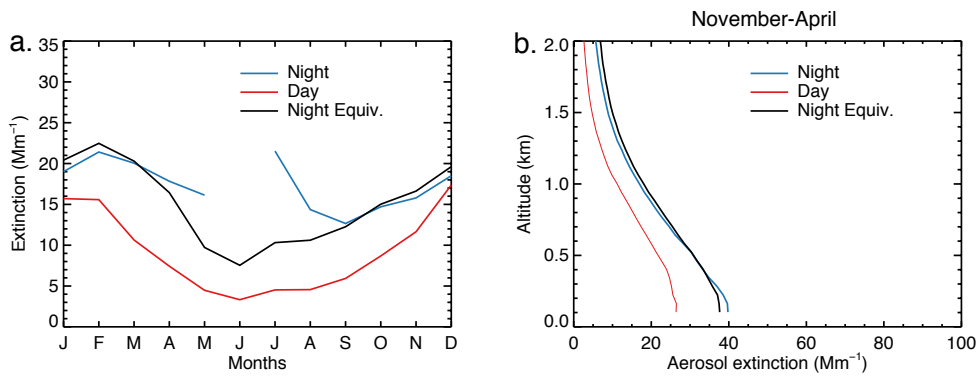 November-April
a.
35
30
25
20
15
10
5
0
Extinction (Mm⁻¹)
Night
Day
Night Equiv.
J F M A M J J A S O N D
Months
b.
2.0
1.5
1.0
0.5
0.0
Altitude (km)
Night
Day
Night Equiv.
0 20 40 60 80 100
Aerosol extinction (Mm⁻¹)